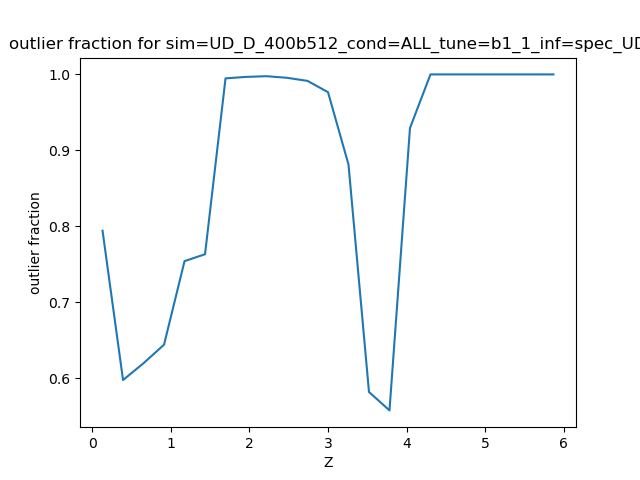 outlier fraction for sim=UD_D_400b512_cond=ALL_tune=b1_1_inf=spec_UD
1.0
0.9
0.8
0.7
0.6
outlier fraction
0 1 2 3 4 5 6
Z